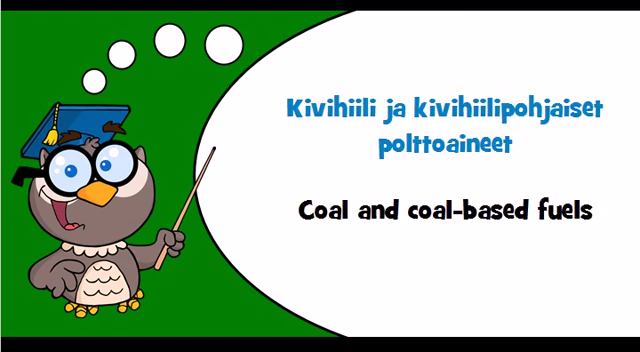 Kivihiili ja kivihiilipohjaiset
polttoaineet
Coal and coal-based fuels